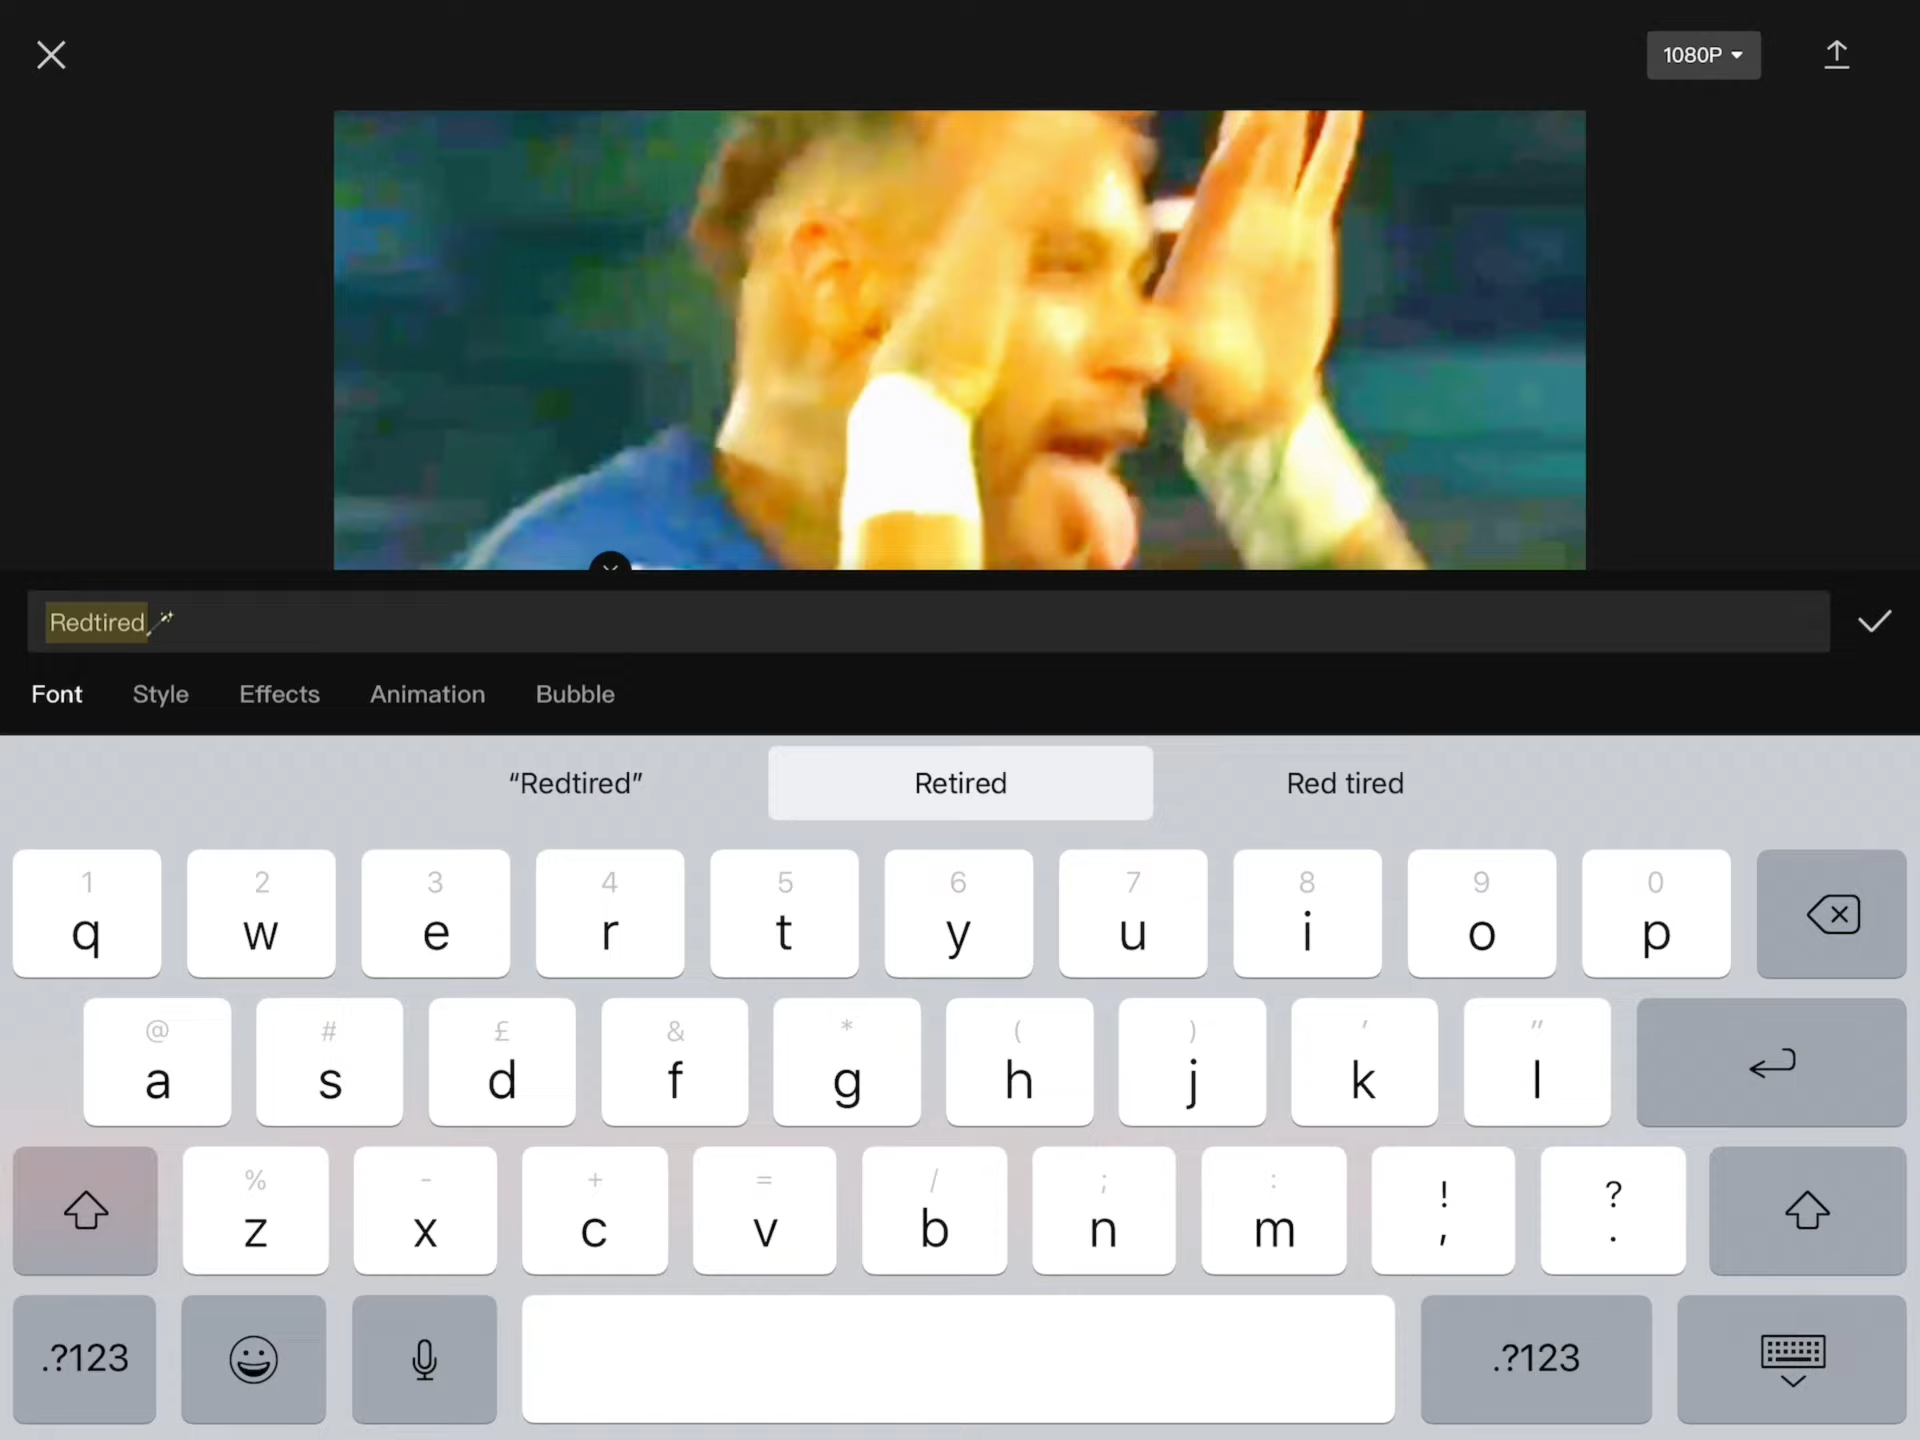 1080P
Redtired
Font Style Effects Animation Bubble
“Redtired” Retired Red tired
1 2 3 4 5 6 7 8 9 0
q w e r t y u i o p
@ # £ & * ( ) ' "
a s d f g h j k l
% - + = / ; : ! ?
z x c v b n m , .
.?123 .?123